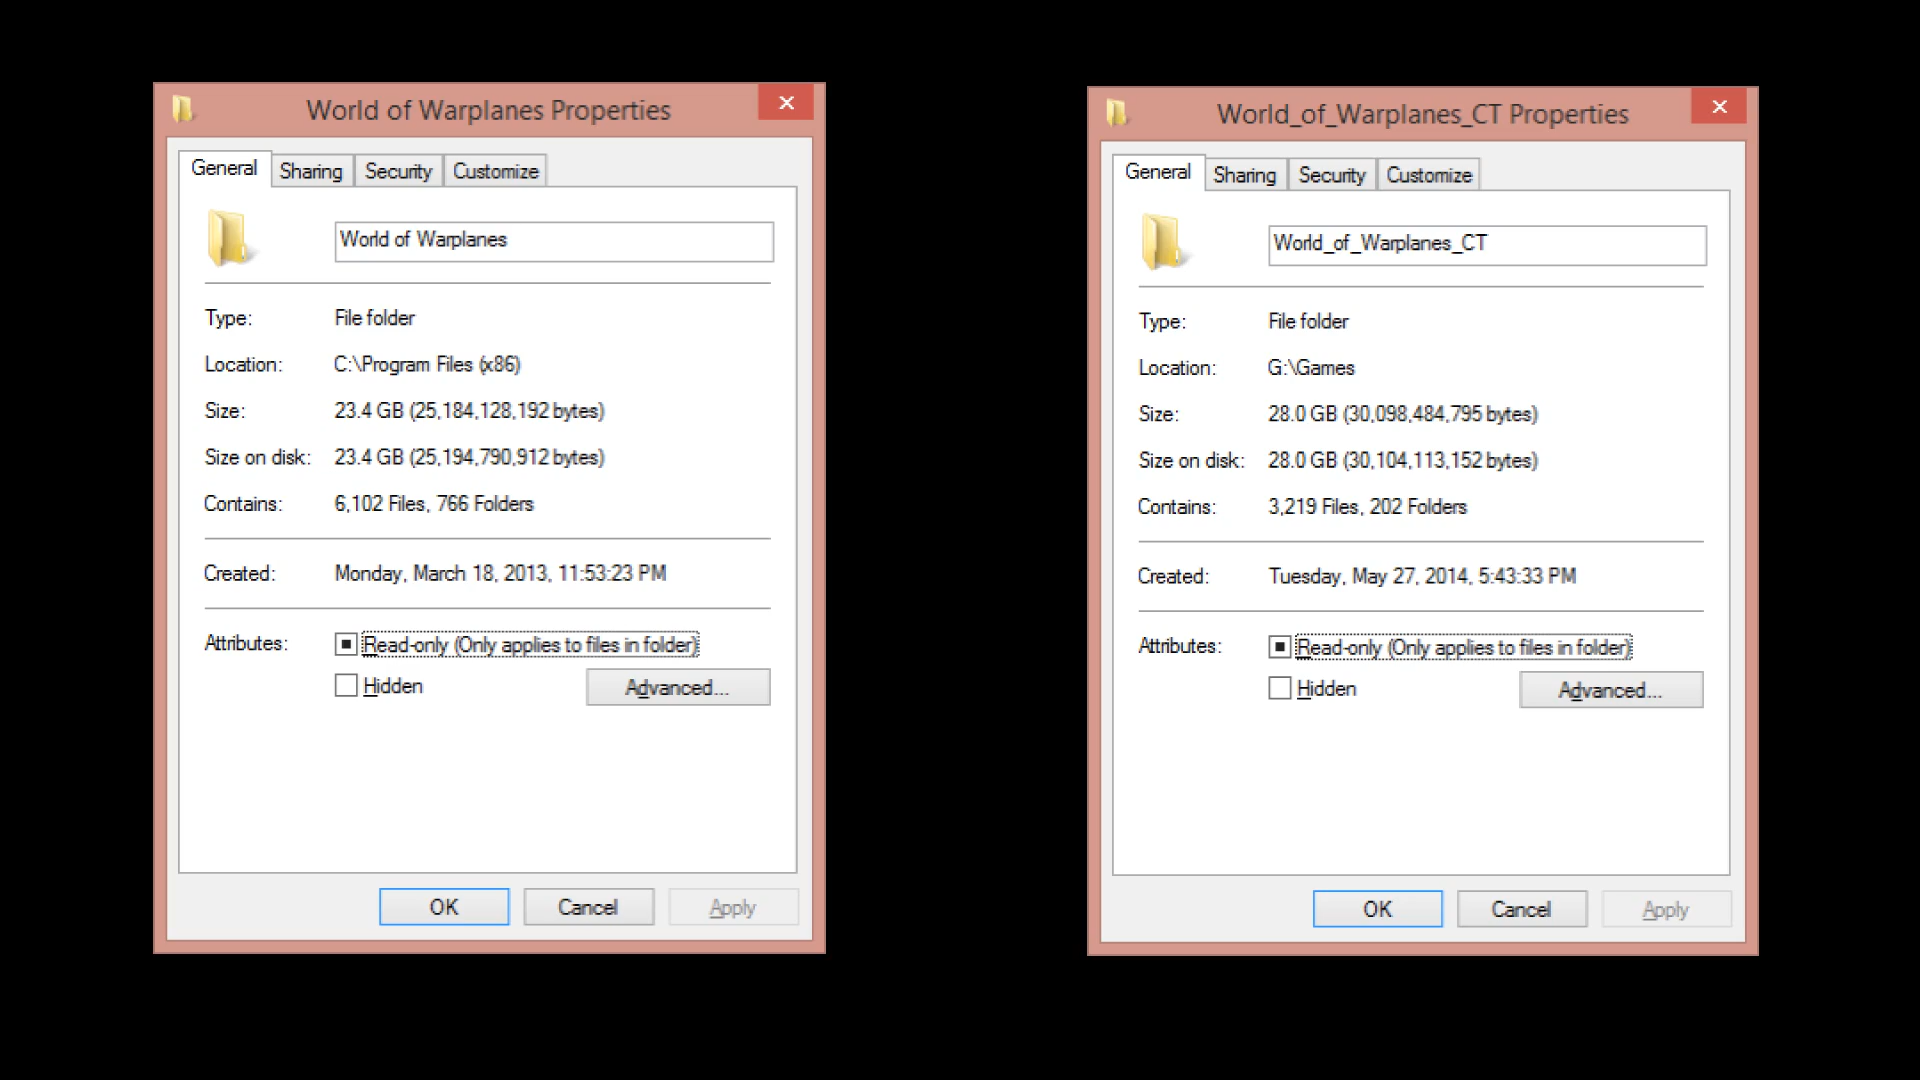 World of Warplanes Properties
General Sharing Security Customize
World of Warplanes
Type: File folder
Location: C:\Program Files (x86)
Size: 23.4 GB (25,184,128,192 bytes)
Size on disk: 23.4 GB (25,194,790,912 bytes)
Contains: 6,102 Files, 766 Folders
Created: Monday, March 18, 2013, 11:53:23 PM
Attributes: Read-only (Only applies to files in folder)
Hidden Advanced...
OK Cancel Apply
World_of_Warplanes_CT Properties
General Sharing Security Customize
World_of_Warplanes_CT
Type: File folder
Location: G:\Games
Size: 28.0 GB (30,098,484,795 bytes)
Size on disk: 28.0 GB (30,104,113,152 bytes)
Contains: 3,219 Files, 202 Folders
Created: Tuesday, May 27, 2014, 5:43:33 PM
Attributes: Read-only (Only applies to files in folder)
Hidden Advanced...
OK Cancel Apply